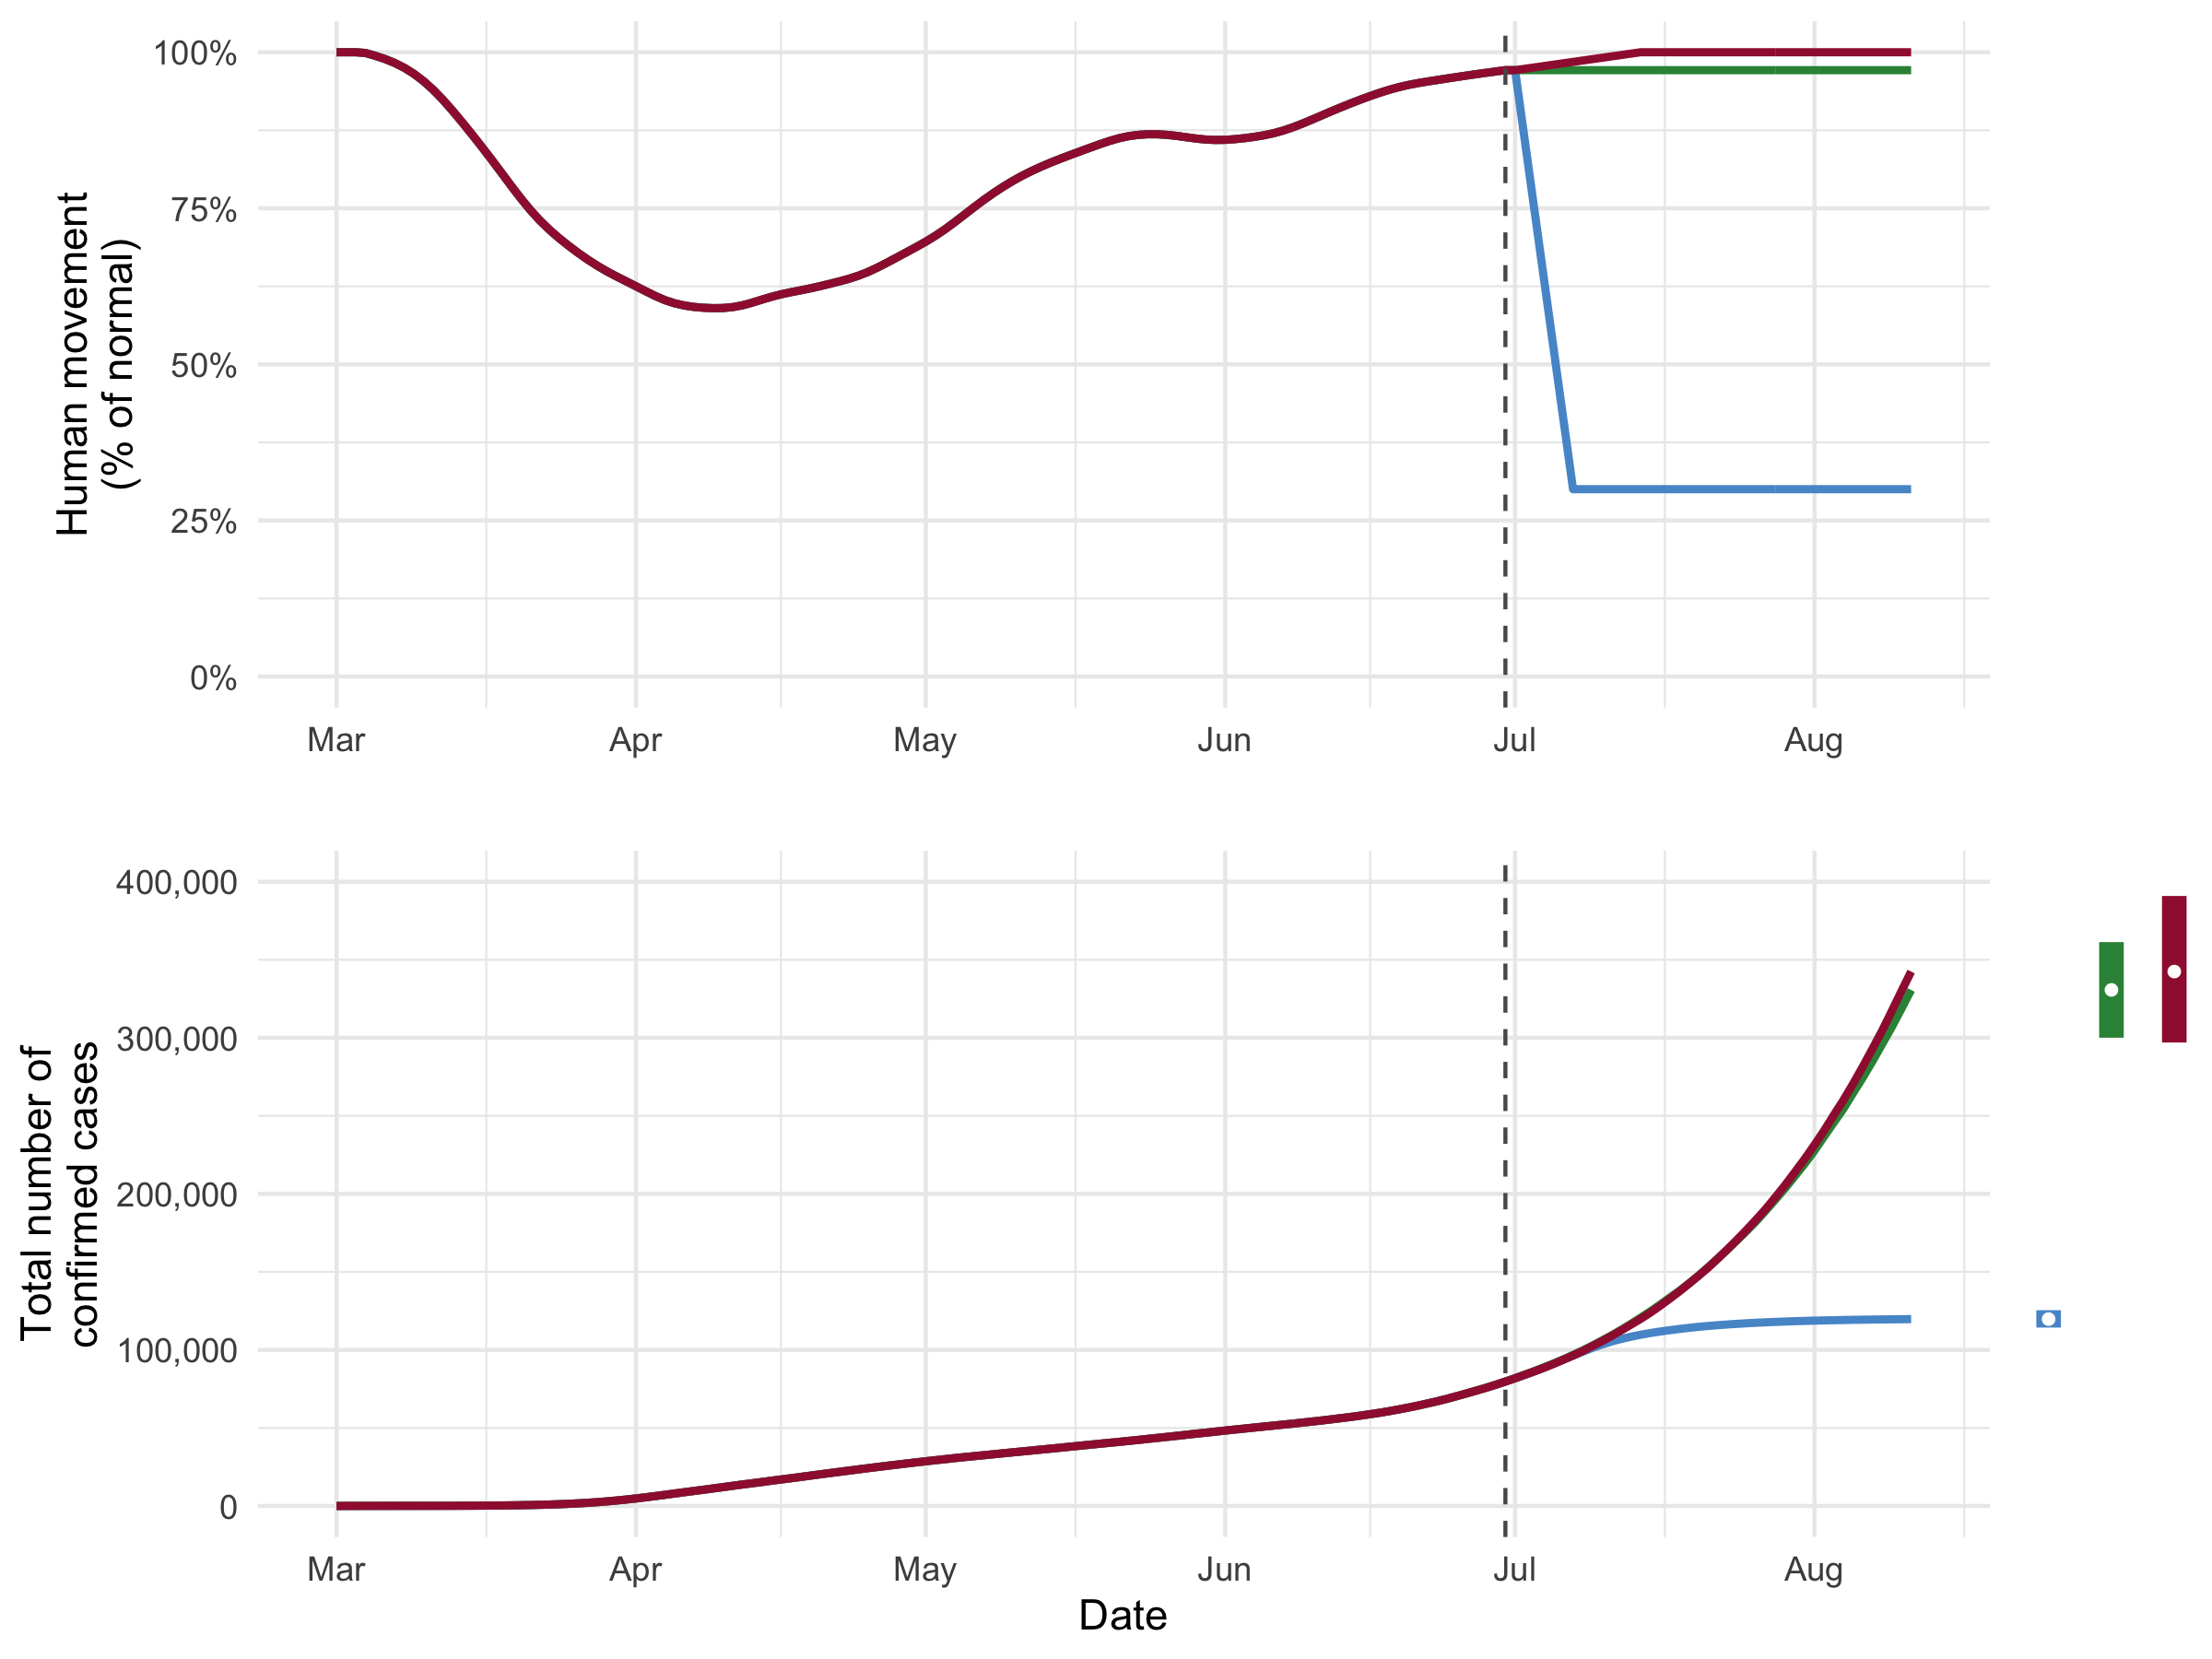 Human movement
(% of normal)
100%
75%
50%
25%
0%
Mar Apr May Jun Jul Aug
Total number of
confirmed cases
400,000
300,000
200,000
100,000
0
Mar Apr May Jun Jul Aug
Date